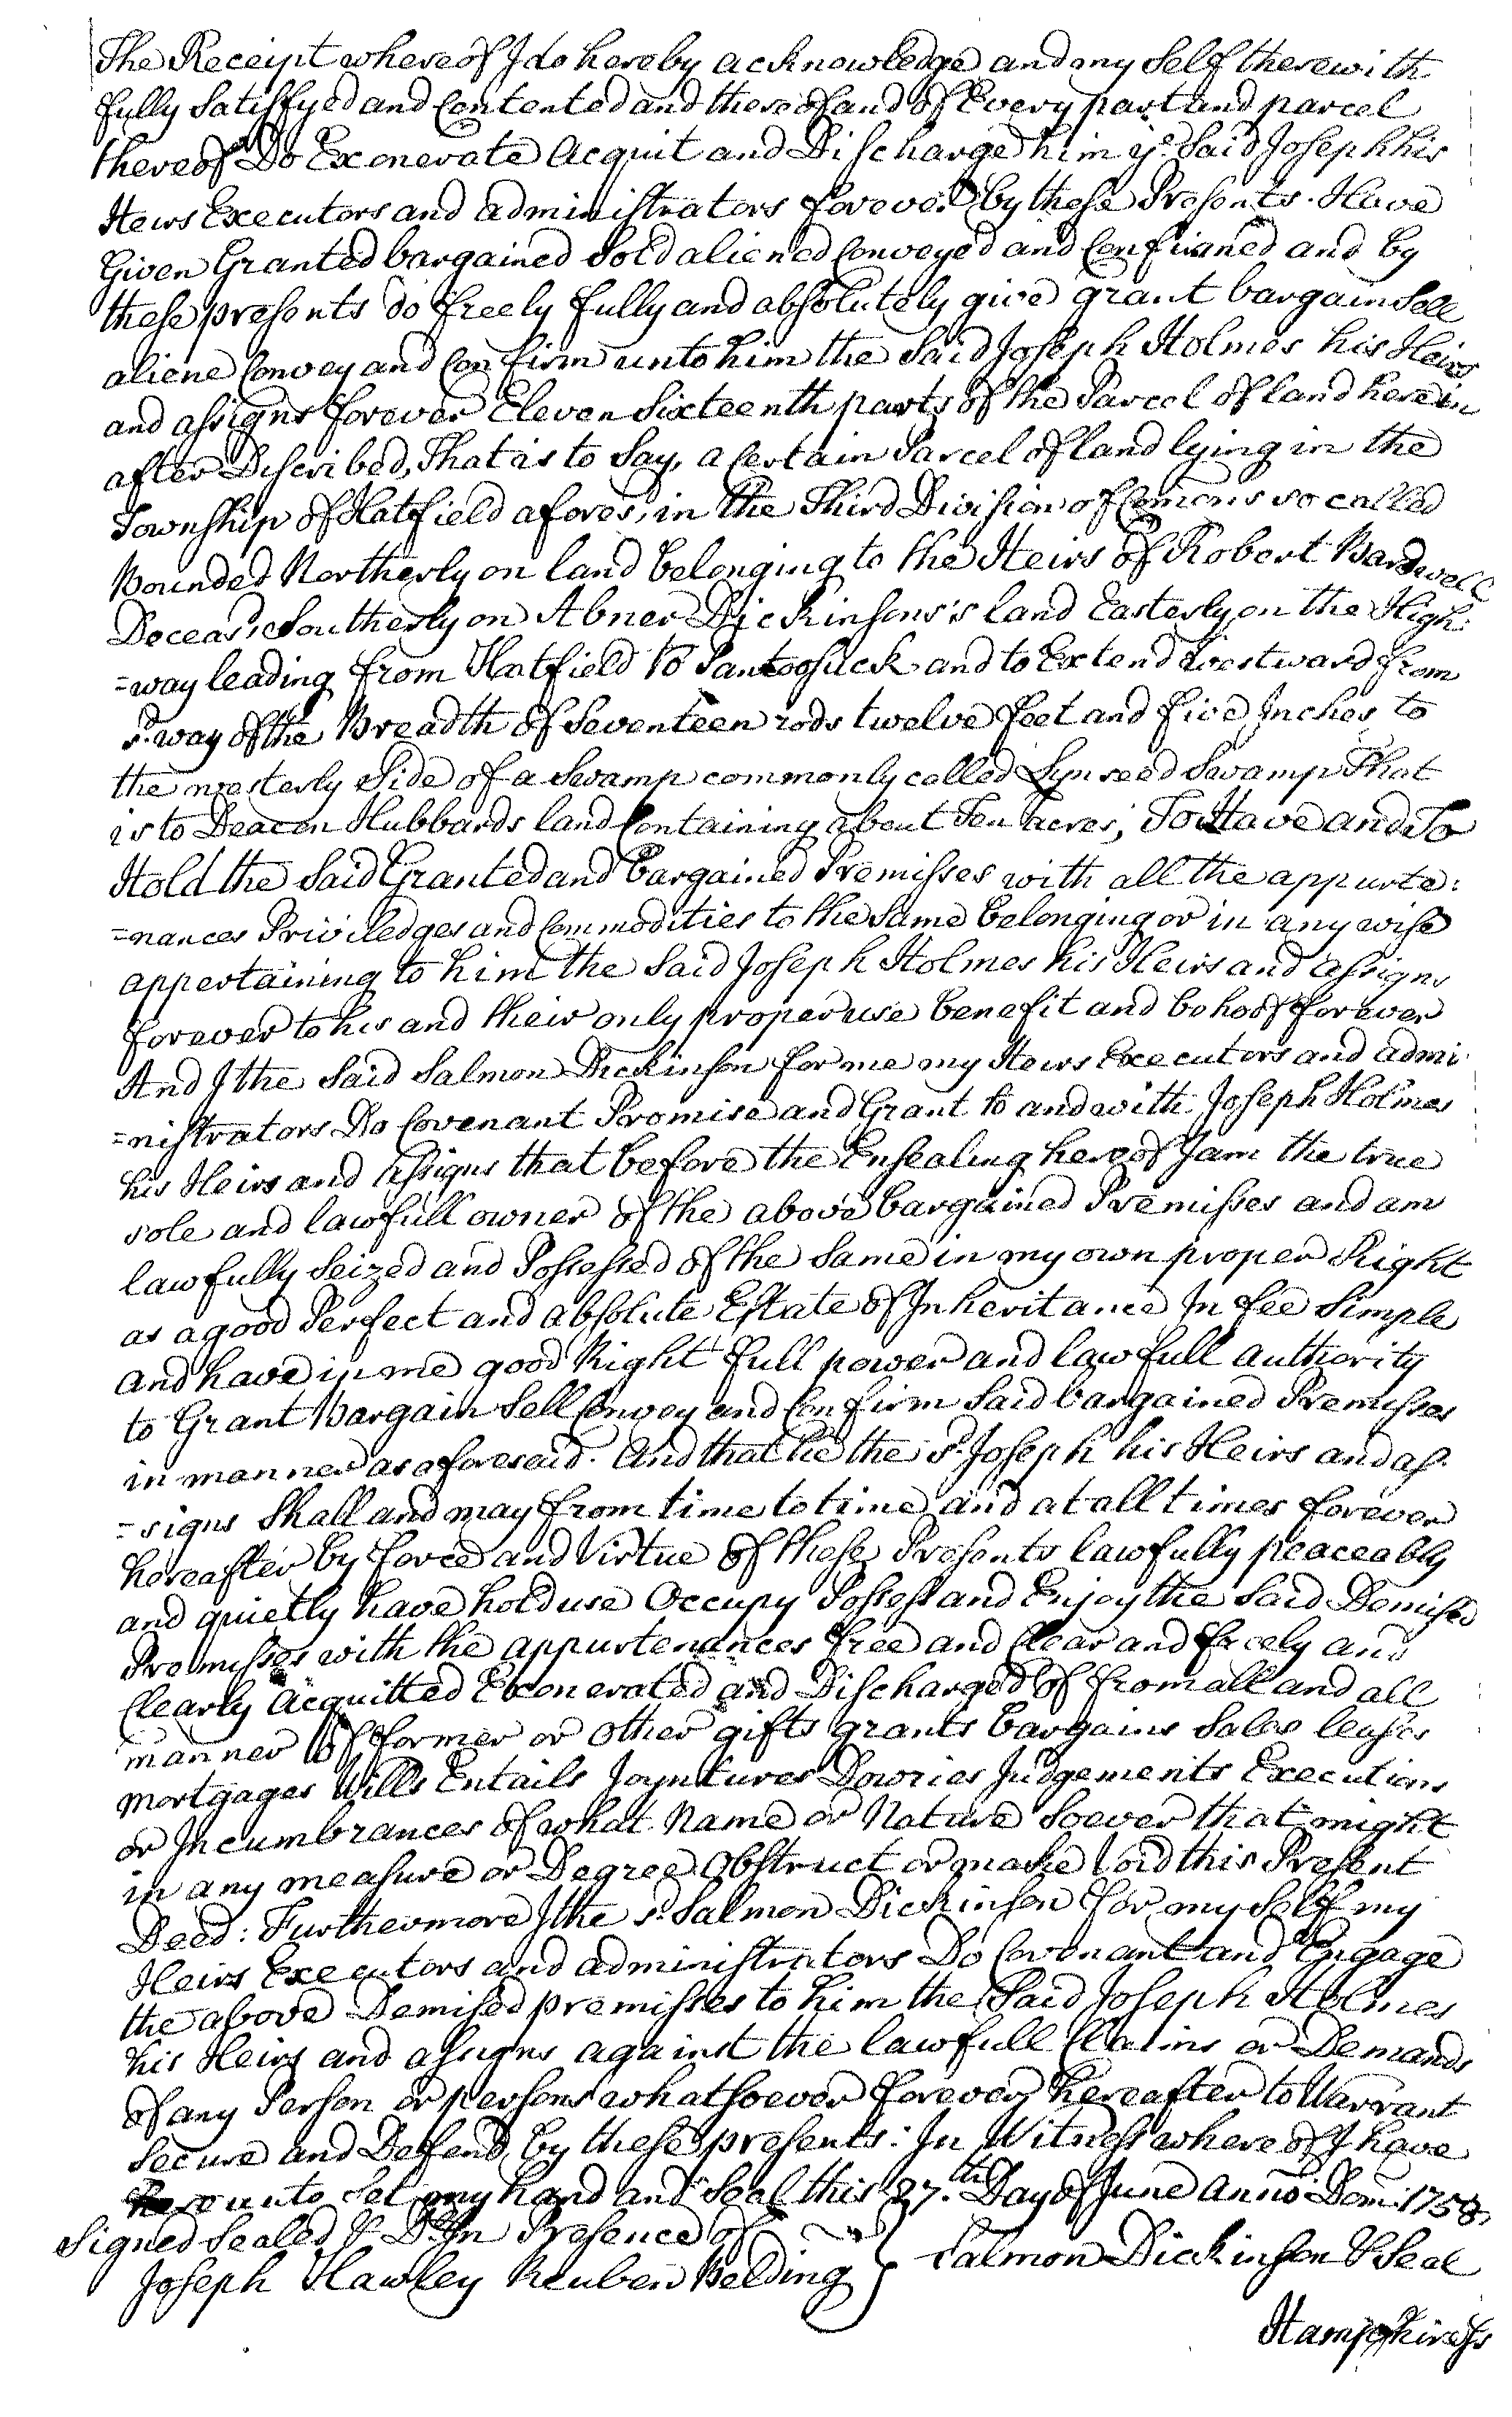 The Receipt whereof I do hereby acknowledge and my Self therewith
fully Satisfyed and Contented and thereof and of Every part and parcel
thereof Do Exonerate Acquit and Discharge him ye Said Joseph his
Heirs Executors and administrators forever by these Presents. Have
Given Granted bargained Sold aliened Conveyed and Confirmed and by
these presents do freely fully and absolutely give grant bargain Sell
aliene Convey and Confirm unto him the Said Joseph Holmes his Heirs
and assigns forever Eleven Sixteenth parts of the Parcel of land herein
after Described, That is to Say, a Certain Parcel of land lying in the
Township of Hatfield afores.d in the Third Division of Comons so called
Bounded Northerly on land belonging to the Heirs of Robert Bardwell
Deceas.d Southerly on Abner Dickinsons's land Easterly on the High:
=way leading from Hatfield to Pantoosuck and to Extend westward from
s.d way of the Breadth of Seventeen rods twelve feet and five Inches to
the westerly Side of a Swamp commonly called Lynseed Swamp That
is to Deacon Hubbards land Containing about Ten acres, To Have and To
Hold the Said Granted and bargained Premisses with all the appurte:
=nances Priviledges and Commodities to the Same belonging or in any wise
appertaining to him the Said Joseph Holmes his Heirs and assigns
forever to his and their only proper use benefit and behoof forever
And I the Said Salmon Dickinson for me my Heirs Executors and admi
=nistrators Do Covenant Promise and Grant to and with Joseph Holmes
his Heirs and Assigns that before the Ensealing hereof I am the true
sole and lawfull owner of the above bargained Premisses and am
lawfully Seized and Possessed of the Same in my own proper Right
as a good Perfect and absolute Estate of Inheritance In fee Simple
and have in me good Right full power and lawfull authority
to Grant Bargain Sell Convey and Confirm Said bargained Premisses
in manner as aforesaid. And that he the s.d Joseph his Heirs and as
=signs Shall and may from time to time and at all times forever
hereafter by force and Virtue of these Presents lawfully peaceably
and quietly have hold use Occupy Possess and Enjoy the Said Demised
Premisses with the appurtenances free and Clear and freely and
Clearly Acquitted Exonerated and Discharged of from all and all
manner of former or other gifts grants bargains Sales leases
mortgages Wills Entails Joyntures Dowries Judgements Executions
or Incumbrances of what Name or Nature Soever that might
in any measure or Degree Obstruct or make Void this Present
Deed: Furthermore I the s.d Salmon Dickinson for my Self my
Heirs Executors and administrators Do Covenant and Engage
the above Demised premisses to him the Said Joseph Holmes
his Heirs and assigns against the lawfull Claims or Demands
of any Person or persons whatsoever forever hereafter to Warrant
Secure and Defend by these presents: In Witness whereof I have
hereunto Set my hand and Seal this 27.th Day of June Anno Dom: 1758
Signed Sealed & D.d In Presence of
Joseph Hawley Reuben Belding } Salmon Dickinson & Seal
Hampshire Ss